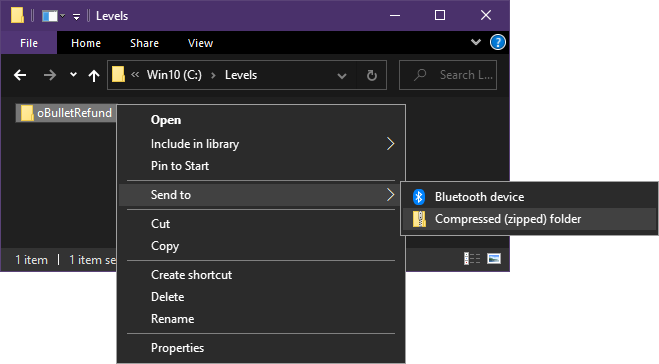 Levels
File
Home
Share
View
Win10 (C:)
Levels
Search L...
oBulletRefund
Open
Include in library
Pin to Start
Send to
Bluetooth device
Compressed (zipped) folder
Cut
Copy
Create shortcut
Delete
Rename
Properties
1 item
1 item se